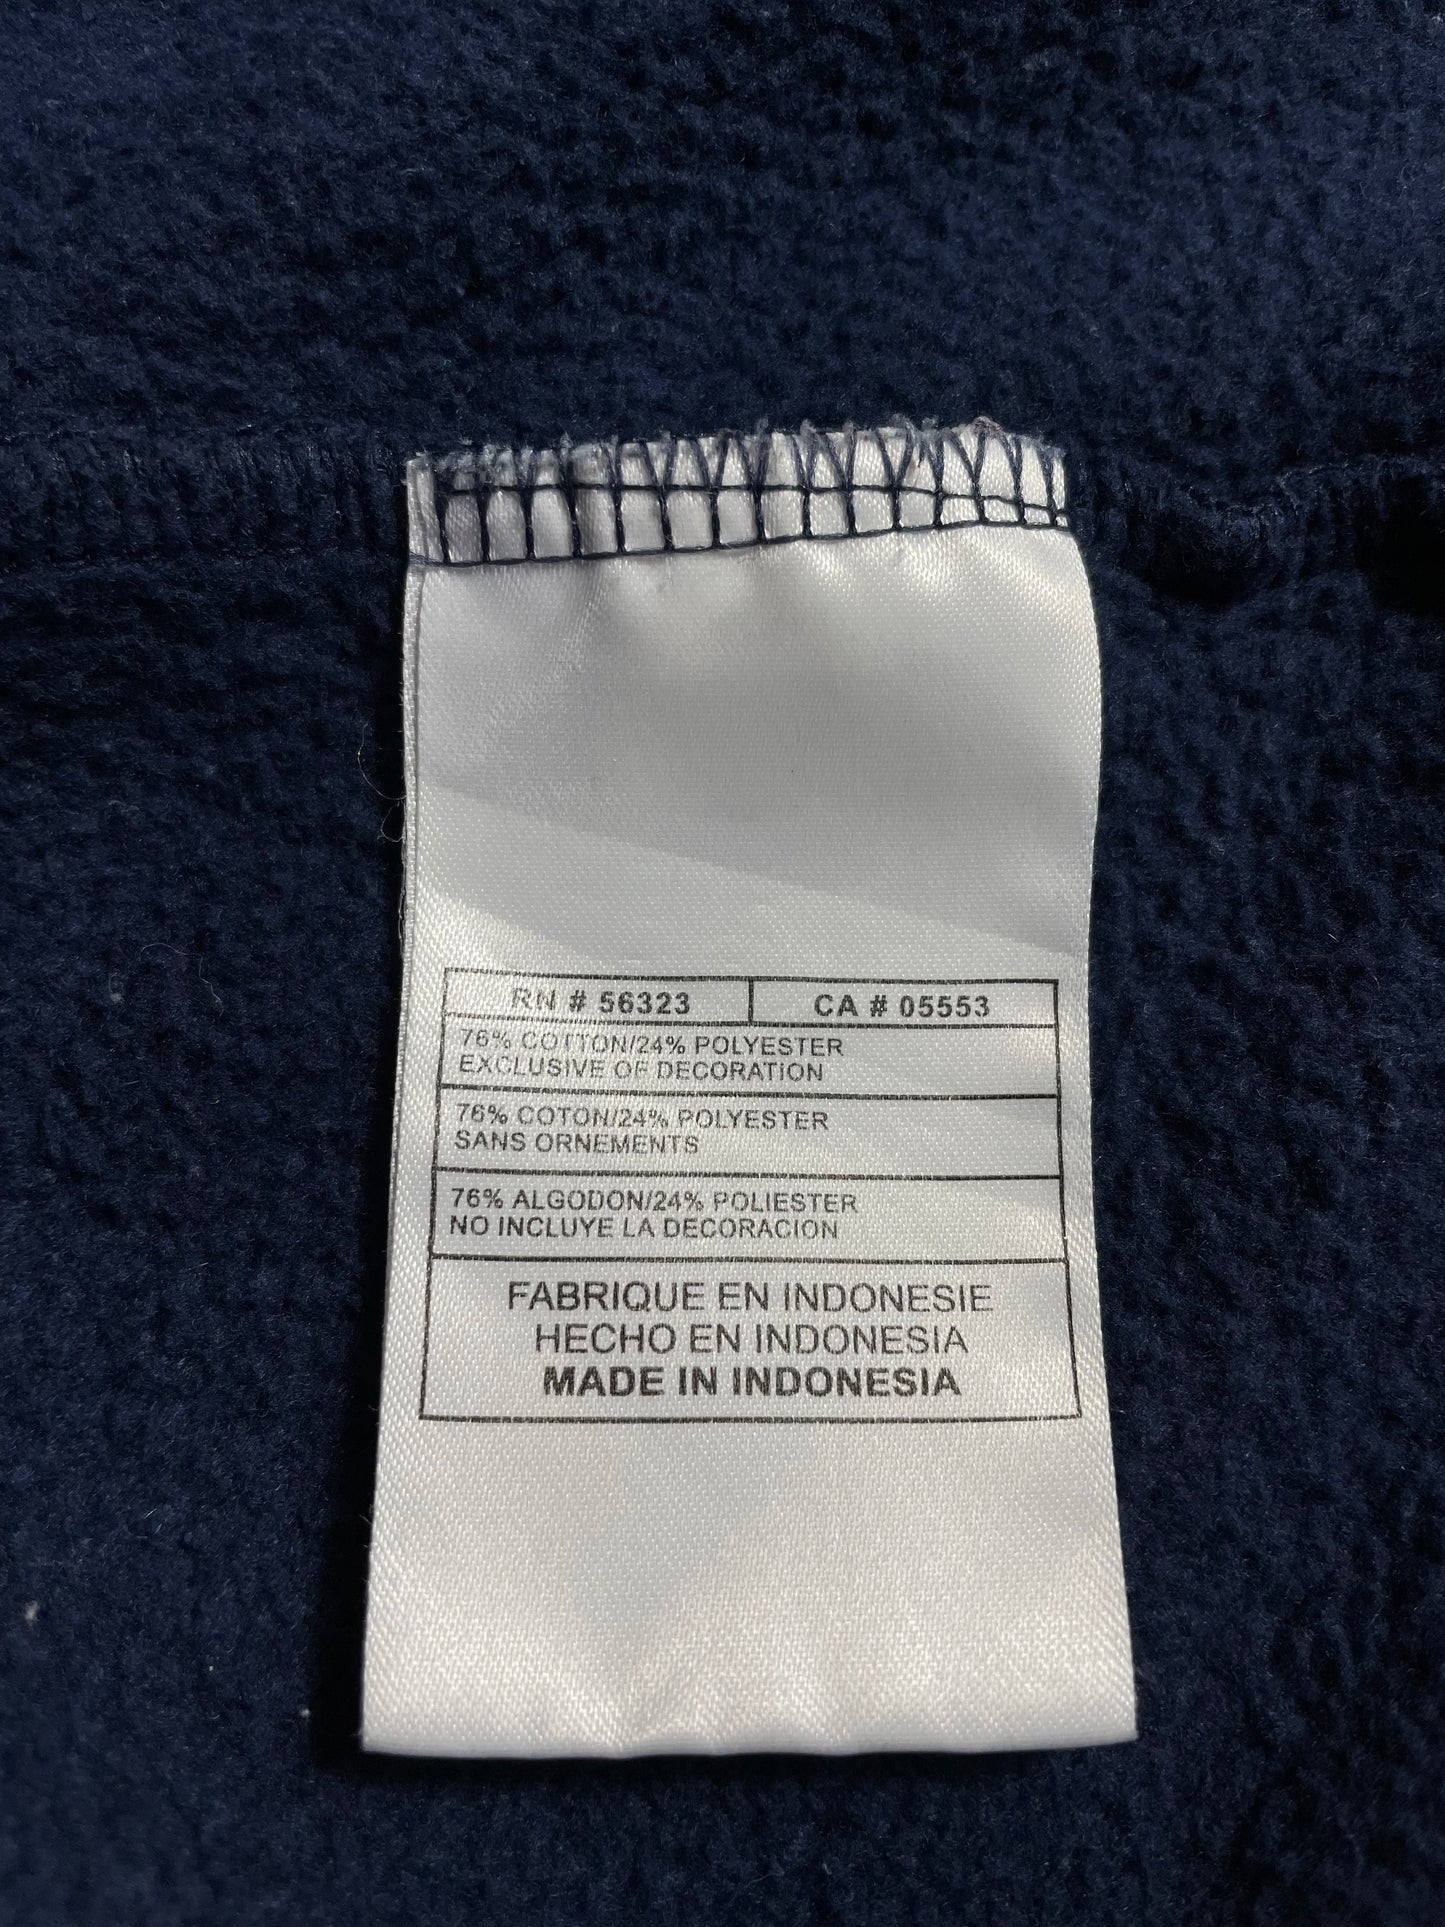 RN # 56323
CA # 05553
76% COTTON/24% POLYESTER
EXCLUSIVE OF DECORATION
76% COTON/24% POLYESTER
SANS ORNEMENTS
76% ALGODON/24% POLIESTER
NO INCLUYE LA DECORACION
FABRIQUE EN INDONESIE
HECHO EN INDONESIA
MADE IN INDONESIA